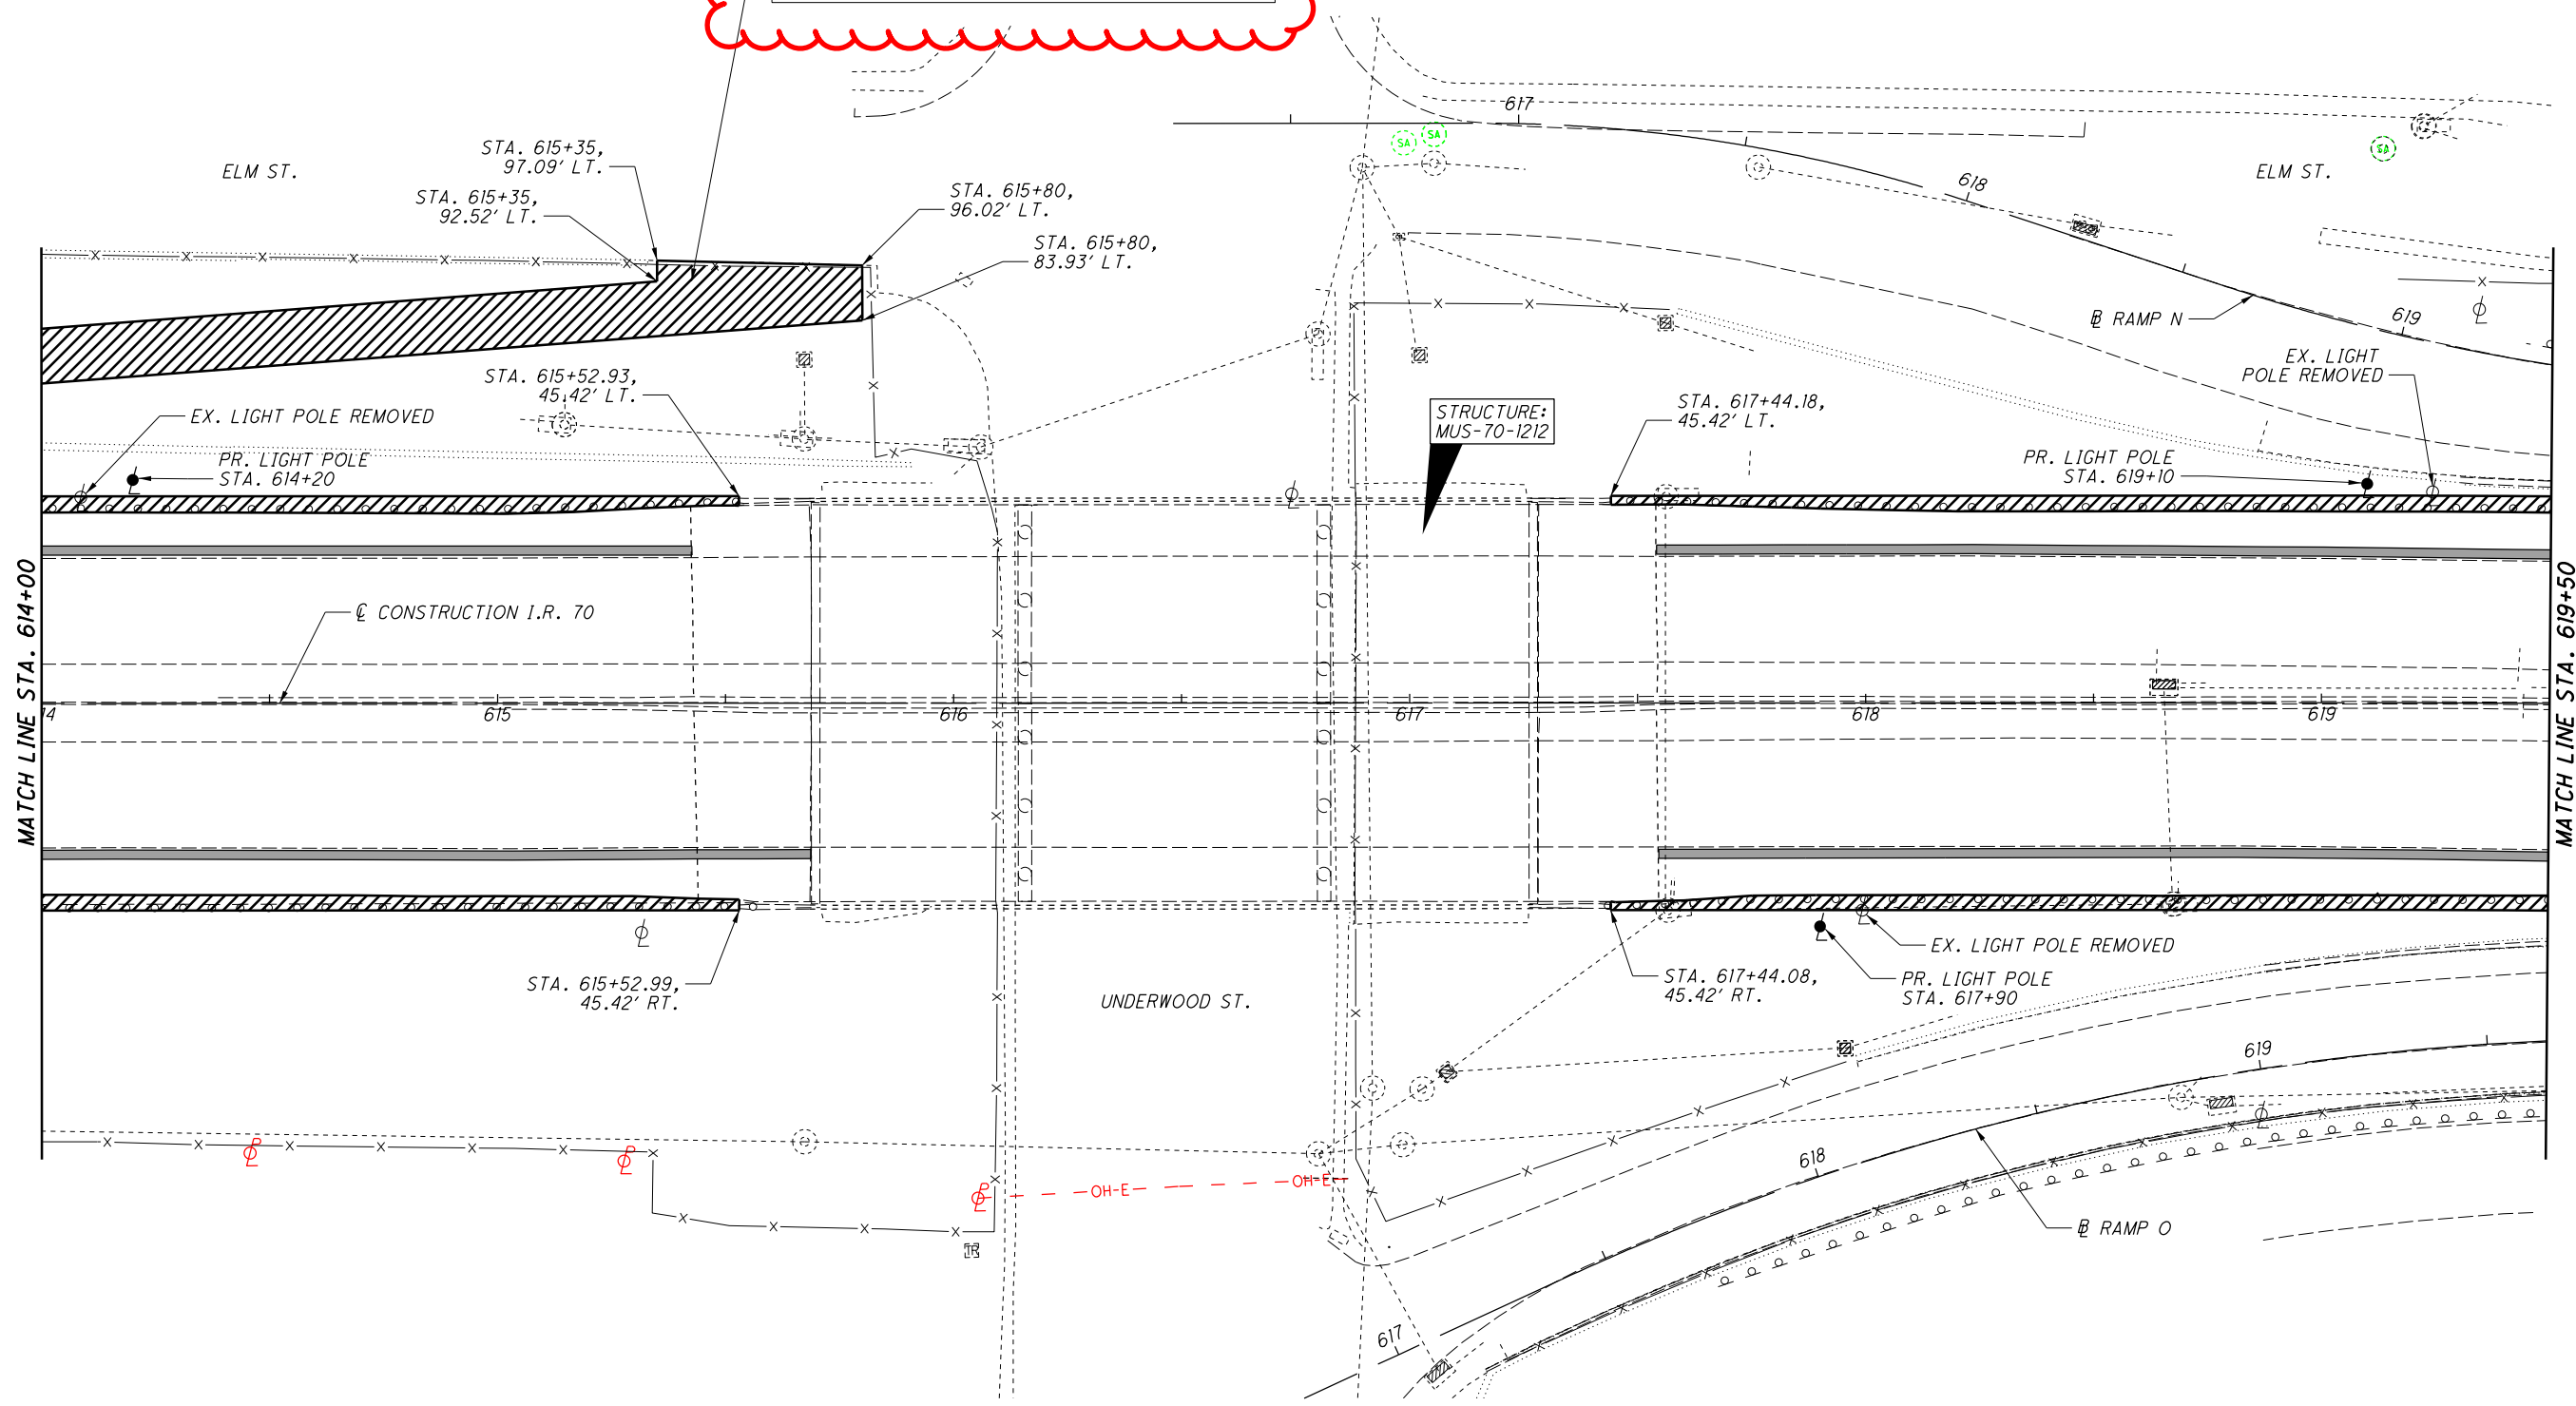 617
SA
SA
SA
ELM ST.
STA. 615+35,
97.09' LT.
STA. 615+35,
92.52' LT.
STA. 615+80,
96.02' LT.
STA. 615+80,
83.93' LT.
618
ELM ST.
℄ RAMP N
619
EX. LIGHT
POLE REMOVED
STA. 615+52.93,
45.42' LT.
EX. LIGHT POLE REMOVED
PR. LIGHT POLE
STA. 614+20
STRUCTURE:
MUS-70-1212
STA. 617+44.18,
45.42' LT.
PR. LIGHT POLE
STA. 619+10
MATCH LINE STA. 614+00
℄ CONSTRUCTION I.R. 70
MATCH LINE STA. 619+50
14
615
616
617
618
619
STA. 615+52.99,
45.42' RT.
UNDERWOOD ST.
STA. 617+44.08,
45.42' RT.
EX. LIGHT POLE REMOVED
PR. LIGHT POLE
STA. 617+90
619
618
P
P
P
OH-E
OH-E
TR
℄ RAMP O
617